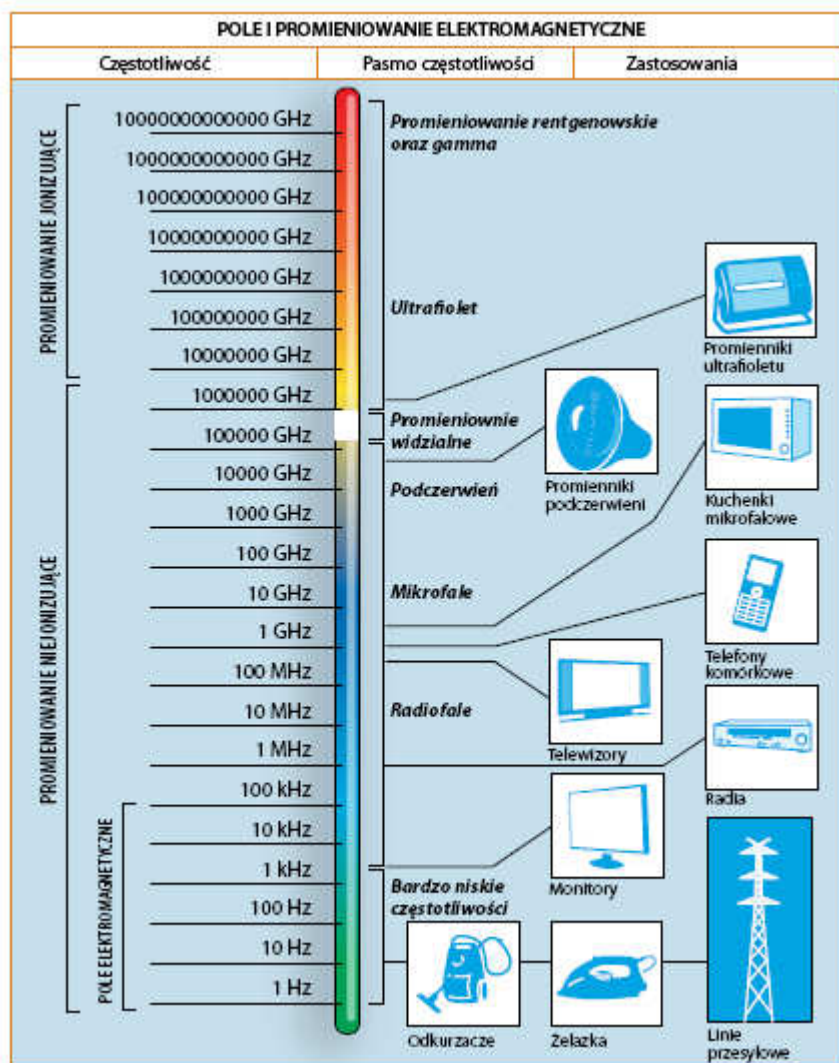 POLE I PROMIENIOWANIE ELEKTROMAGNETYCZNE
Częstotliwość
Pasmo częstotliwości
Zastosowania
PROMIENIOWANIE JONIZUJĄCE
10000000000000 GHz
1000000000000 GHz
100000000000 GHz
10000000000 GHz
1000000000 GHz
100000000 GHz
10000000 GHz
PROMIENIOWANIE NIEJONIZUJĄCE
1000000 GHz
100000 GHz
10000 GHz
1000 GHz
100 GHz
10 GHz
1 GHz
100 MHz
10 MHz
1 MHz
100 kHz
POLE ELEKTROMAGNETYCZNE
10 kHz
1 kHz
100 Hz
10 Hz
1 Hz
Promieniowanie rentgenowskie
oraz gamma
Ultrafiolet
Promieniownie
widzialne
Podczerwień
Mikrofale
Radiofale
Bardzo niskie
częstotliwości
Promienniki
ultrafioletu
Promienniki
podczerwieni
Kuchenki
mikrofalowe
Telefony
komórkowe
Telewizory
Radia
Monitory
Odkurzacze
Żelazka
Linie
przesyłowe